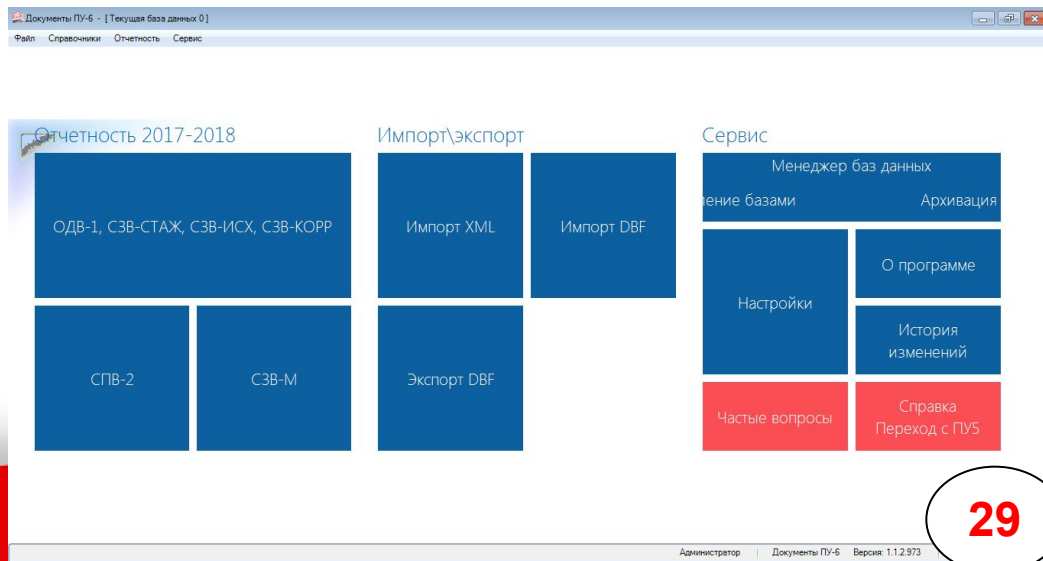 Документы ПУ-6 - [ Текущая база данных 0 ]
Файл Справочники Отчетность Сервис
Отчетность 2017-2018
ОДВ-1, СЗВ-СТАЖ, СЗВ-ИСХ, СЗВ-КОРР
СПВ-2
СЗВ-М
Импорт\экспорт
Импорт XML
Импорт DBF
Экспорт DBF
Сервис
Менеджер баз данных
ление базами
Архивация
Настройки
О программе
История
изменений
Частые вопросы
Справка
Переход с ПУ5
29
Администратор Документы ПУ-6 Версия: 1.1.2.973